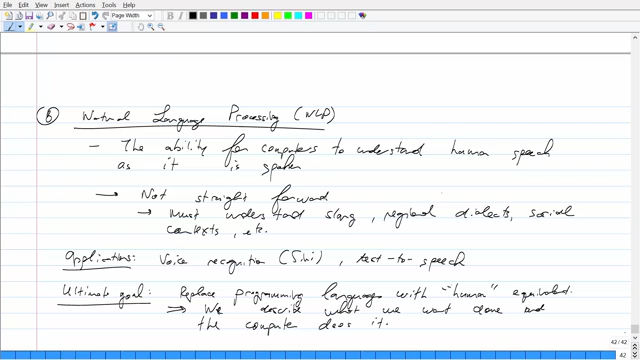 File Edit View Insert Actions Tools Help
Page Width
⑧ Natural Language Processing (NLP)
- The ability for computers to understand human speech
as it is spoken
→ Not straight forward
→ Must understand slang, regional dialects, social
contexts, etc.
Applications: Voice recognition (Siri), text-to-speech
Ultimate goal: Replace programming languages with "human" equivalent.
⇒ We describe what we want done and
the computer does it.
42 / 42
42